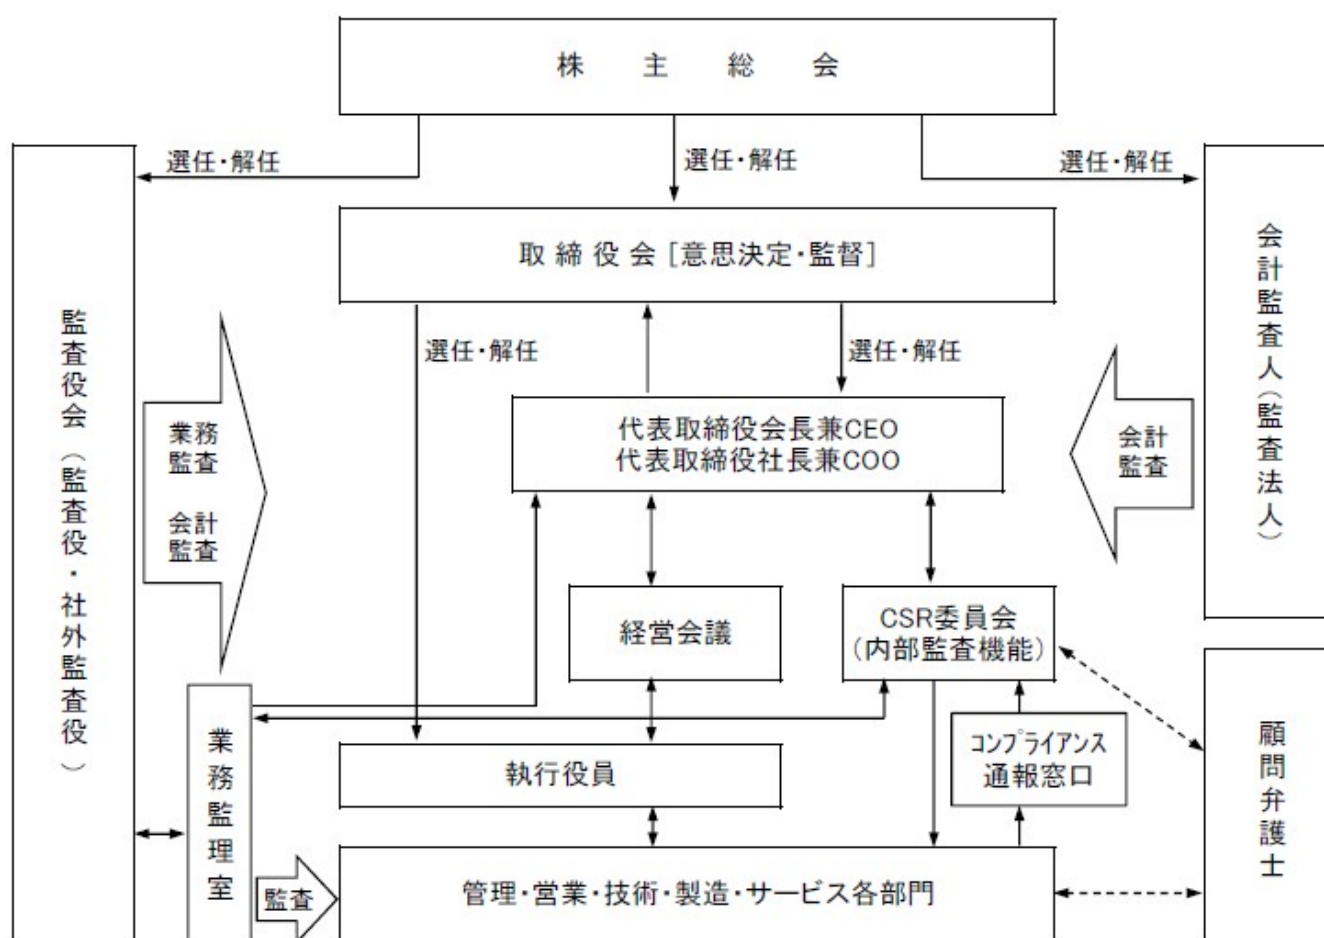 株主総会
選任・解任
選任・解任
選任・解任
取締役会［意思決定・監督］
監査役会（監査役・社外監査役）
会計監査人（監査法人）
選任・解任
選任・解任
業務
監査
会計
監査
代表取締役会長兼CEO
代表取締役社長兼COO
会計
監査
経営会議
CSR委員会
（内部監査機能）
業務監理室
執行役員
コンプライアンス
通報窓口
顧問弁護士
監査
管理・営業・技術・製造・サービス各部門